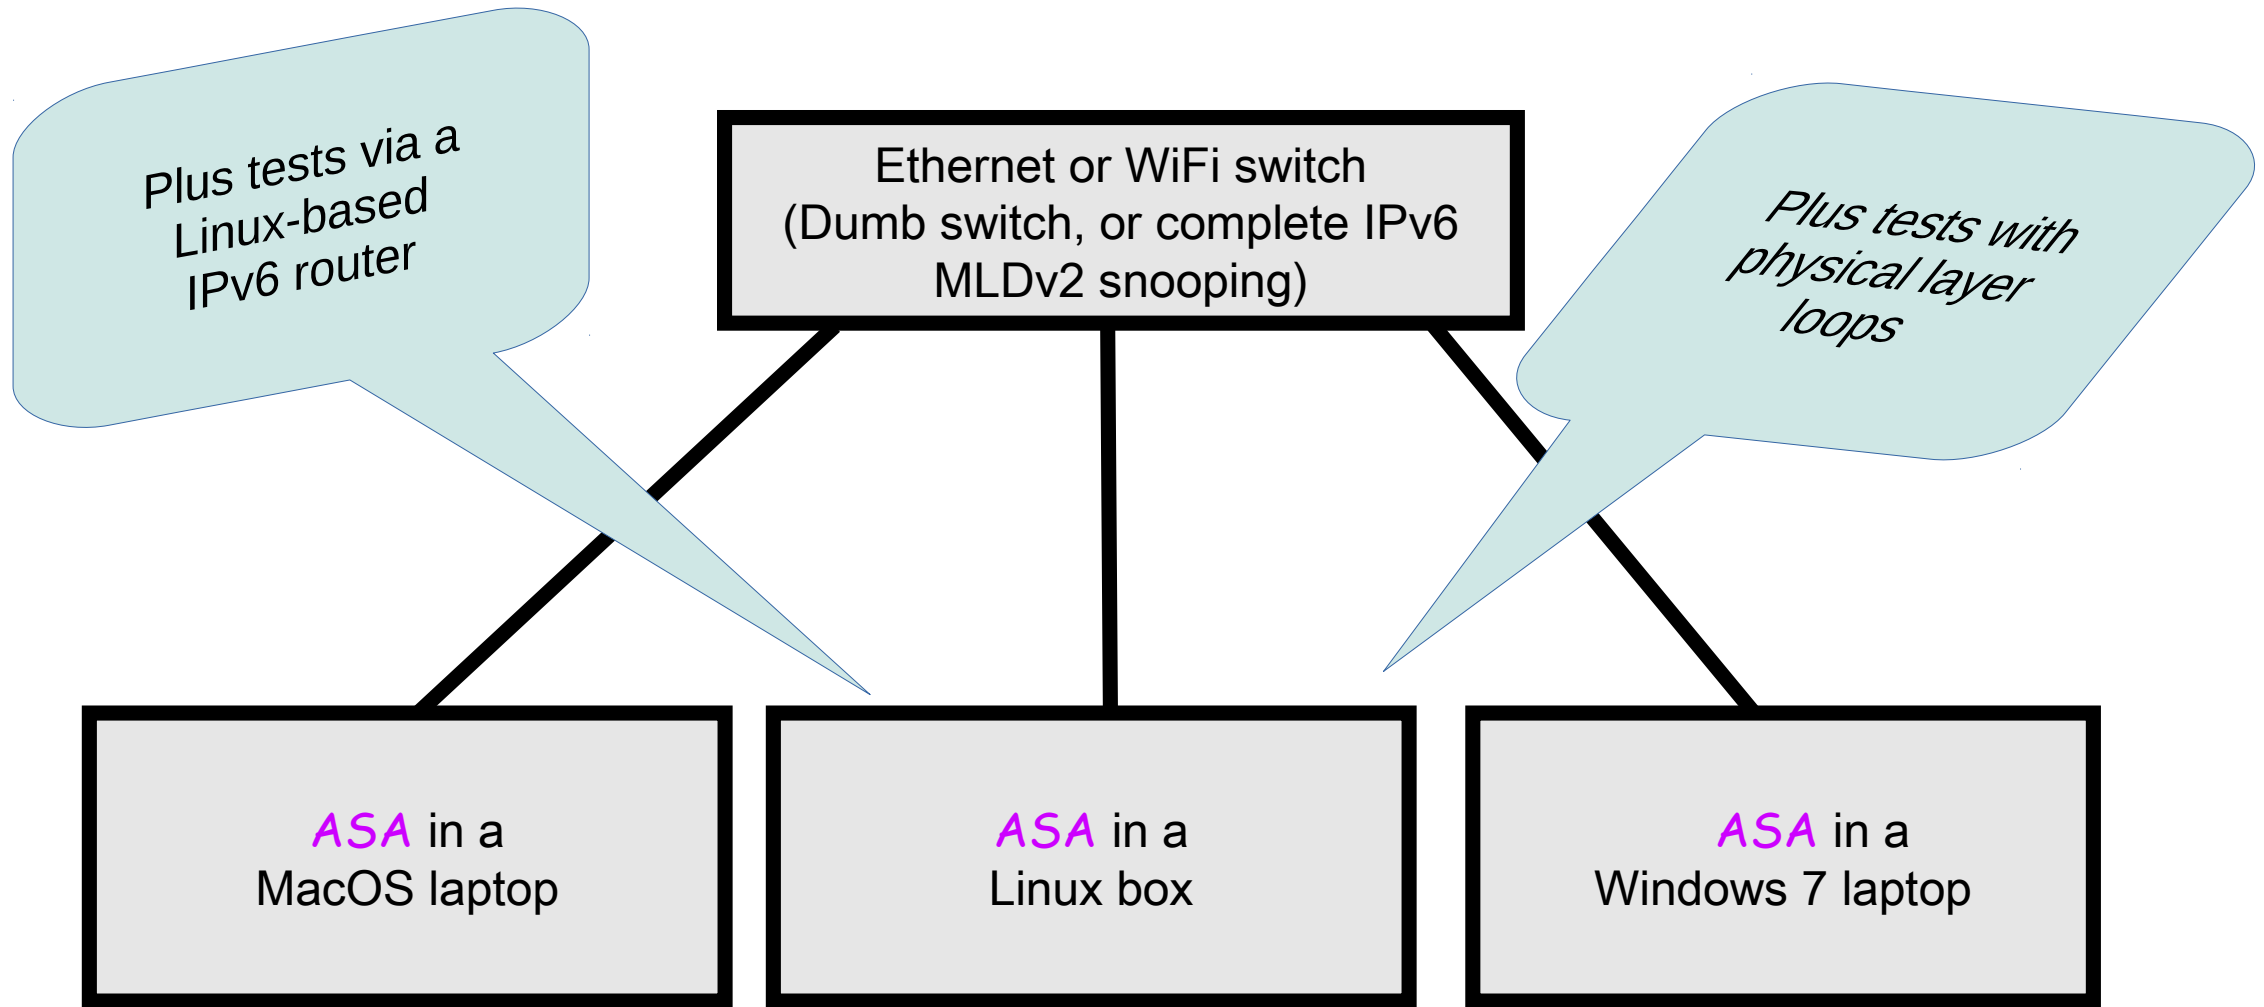 Plus tests via a
Linux-based
IPv6 router
Ethernet or WiFi switch
(Dumb switch, or complete IPv6
MLDv2 snooping)
Plus tests with
physical layer
loops
ASA in a
MacOS laptop
ASA in a
Linux box
ASA in a
Windows 7 laptop